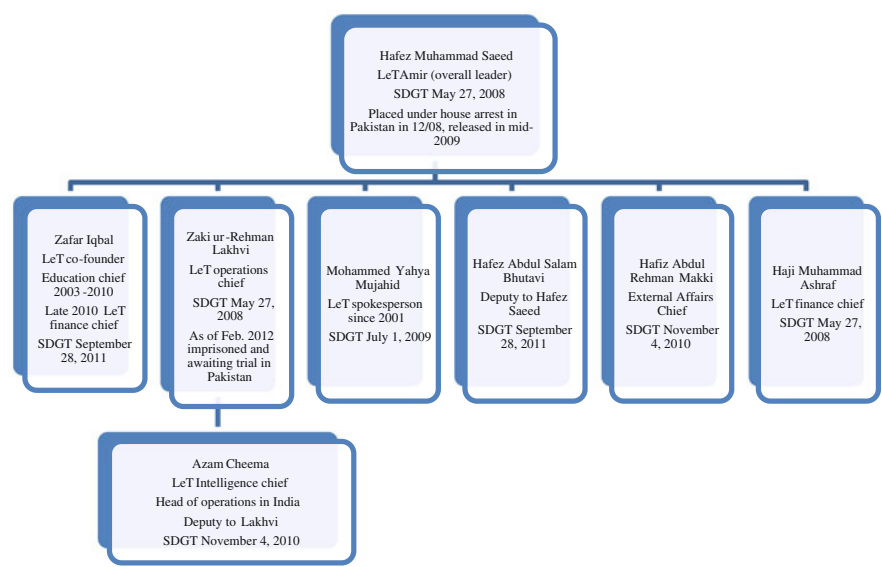 Hafez Muhammad Saeed
LeTAmir (overall leader)
SDGT May 27, 2008
Placed under house arrest in
Pakistan in 12/08, released in mid-
2009
Zafar Iqbal
LeT co-founder
Education chief
2003 -2010
Late 2010 LeT
finance chief
SDGT September
28, 2011
Zaki ur-Rehman
Lakhvi
LeT operations
chief
SDGT May 27,
2008
As of Feb. 2012
imprisoned and
awaiting trial in
Pakistan
Mohammed Yahya
Mujahid
LeT spokesperson
since 2001
SDGT July 1, 2009
Hafez Abdul Salam
Bhutavi
Deputy to Hafez
Saeed
SDGT September
28, 2011
Hafiz Abdul
Rehman Makki
External Affairs
Chief
SDGT November
4, 2010
Haji Muhammad
Ashraf
LeT finance chief
SDGT May 27,
2008
Azam Cheema
LeT Intelligence chief
Head of operations in India
Deputy to Lakhvi
SDGT November 4, 2010